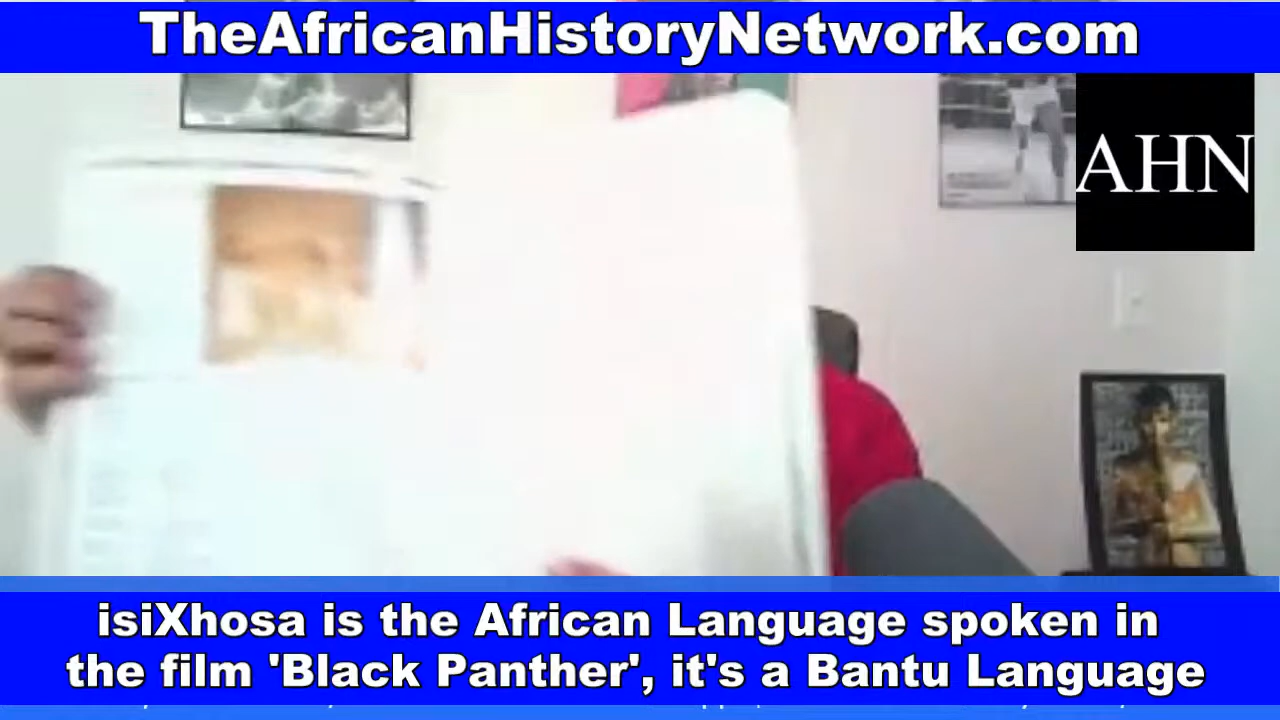 TheAfricanHistoryNetwork.com
AHN
isiXhosa is the African Language spoken in
the film 'Black Panther', it's a Bantu Language